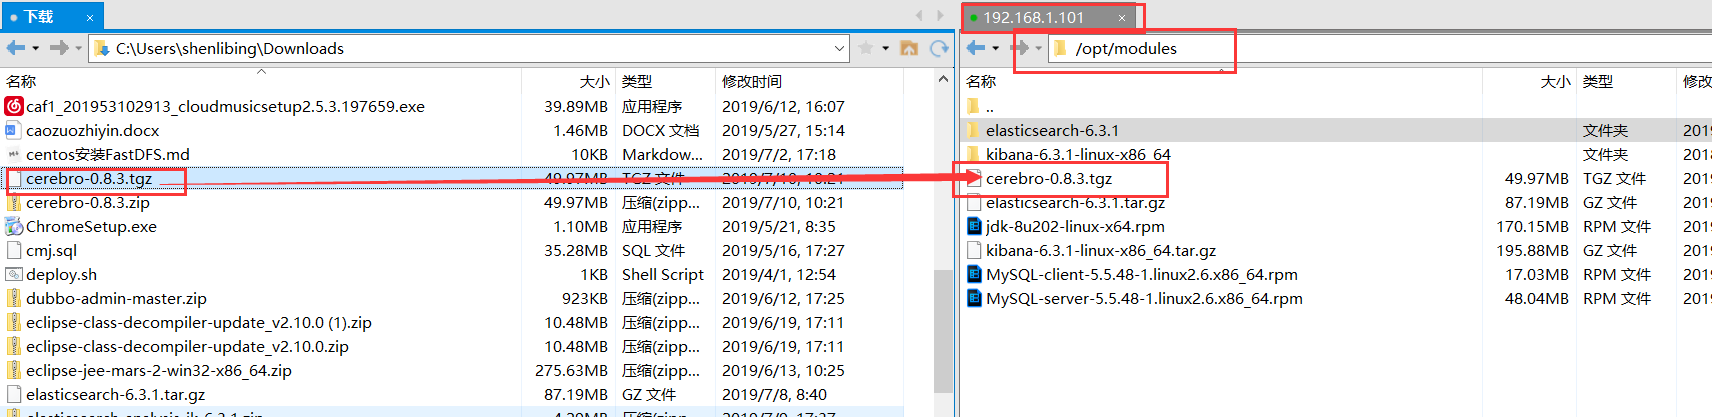 下载 ×
C:\Users\shenlibing\Downloads
名称 大小 类型 修改时间
caf1_201953102913_cloudmusicsetup2.5.3.197659.exe 39.89MB 应用程序 2019/6/12, 16:07
caozuozhiyin.docx 1.46MB DOCX 文档 2019/5/27, 15:14
centos安装FastDFS.md 10KB Markdow... 2019/7/2, 17:18
cerebro-0.8.3.tgz 49.97MB TGZ 文件 2019/7/10, 10:21
cerebro-0.8.3.zip 49.97MB 压缩(zipp... 2019/7/10, 10:21
ChromeSetup.exe 1.10MB 应用程序 2019/5/21, 8:35
cmj.sql 35.28MB SQL 文件 2019/5/16, 17:27
deploy.sh 1KB Shell Script 2019/4/1, 12:54
dubbo-admin-master.zip 923KB 压缩(zipp... 2019/6/12, 17:25
eclipse-class-decompiler-update_v2.10.0 (1).zip 10.48MB 压缩(zipp... 2019/6/19, 17:11
eclipse-class-decompiler-update_v2.10.0.zip 10.48MB 压缩(zipp... 2019/6/19, 17:11
eclipse-jee-mars-2-win32-x86_64.zip 275.63MB 压缩(zipp... 2019/6/13, 10:25
elasticsearch-6.3.1.tar.gz 87.19MB GZ 文件 2019/7/8, 8:40
192.168.1.101 ×
/opt/modules
名称 大小 类型 修改
..
elasticsearch-6.3.1 文件夹 2019
kibana-6.3.1-linux-x86_64 文件夹 2018
cerebro-0.8.3.tgz 49.97MB TGZ 文件 2019
elasticsearch-6.3.1.tar.gz 87.19MB GZ 文件 2019
jdk-8u202-linux-x64.rpm 170.15MB RPM 文件 2019
kibana-6.3.1-linux-x86_64.tar.gz 195.88MB GZ 文件 2019
MySQL-client-5.5.48-1.linux2.6.x86_64.rpm 17.03MB RPM 文件 2019
MySQL-server-5.5.48-1.linux2.6.x86_64.rpm 48.04MB RPM 文件 2019